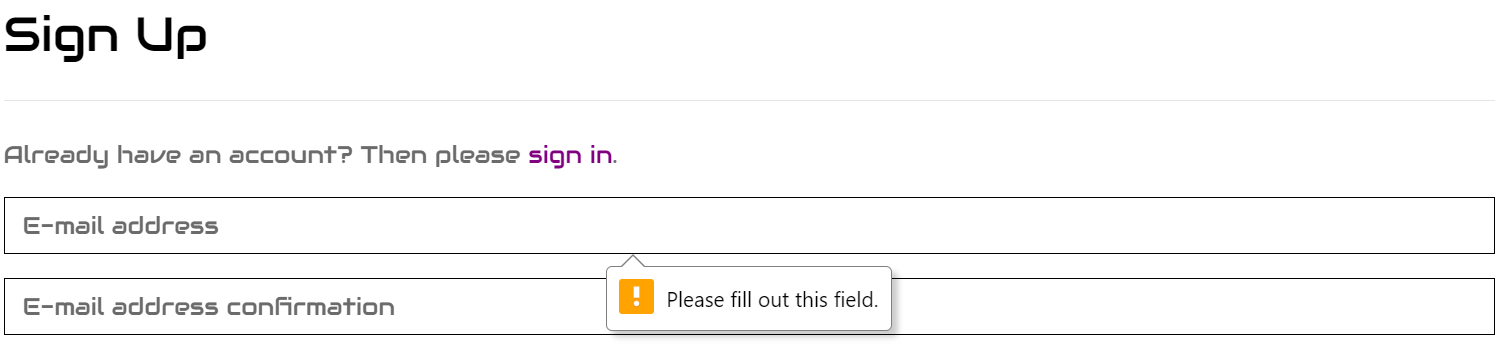 Sign Up
Already have an account? Then please sign in.
E-mail address
Please fill out this field.
E-mail address confirmation